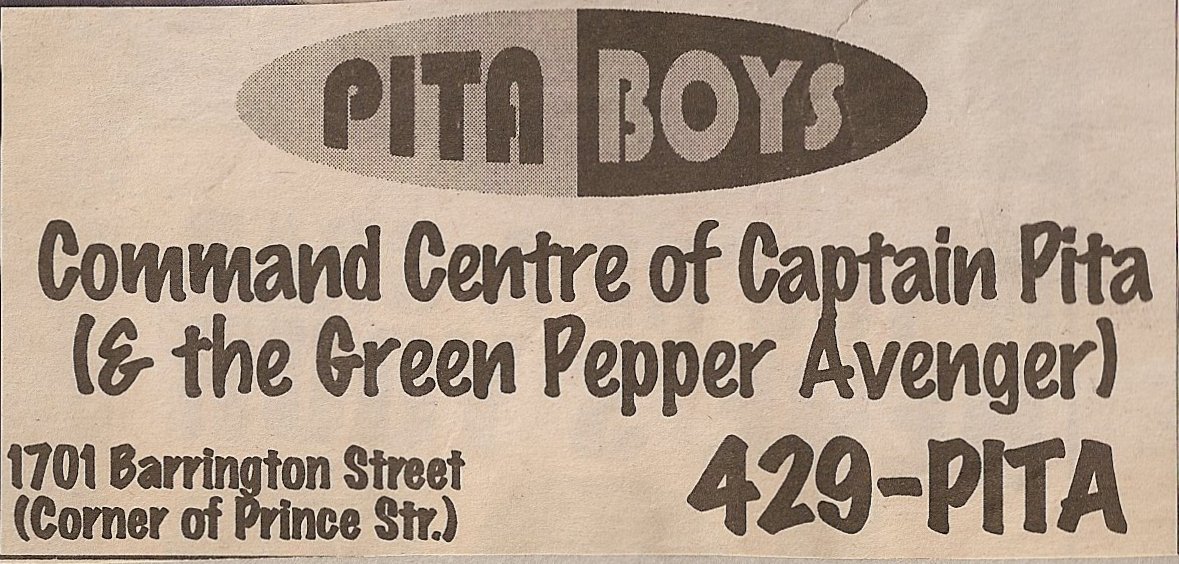 PITA BOYS
Command Centre of Captain Pita
(& the Green Pepper Avenger)
1701 Barrington Street
(Corner of Prince Str.)
429-PITA